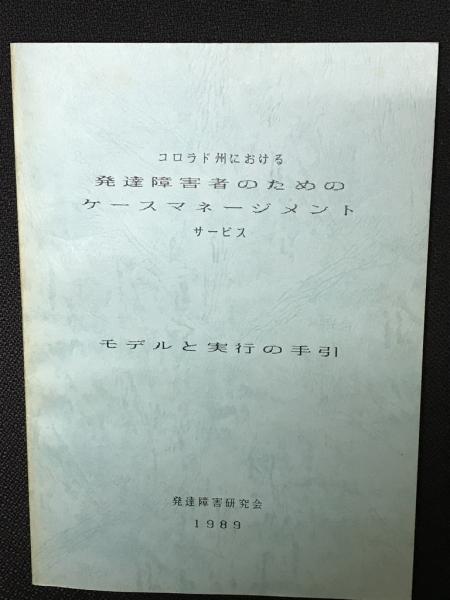 コロラド州における
発達障害者のための
ケースマネージメント
サービス
モデルと実行の手引
発達障害研究会
1989